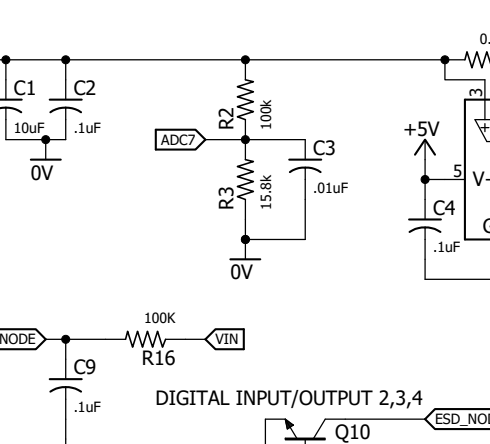 0.
C1
C2
10uF
.1uF
0V
R2
100k
ADC7
C3
R3
15.8k
.01uF
0V
+5V
3
+
5
V-
C4
.1uF
NODE
100K
R16
VIN
C9
.1uF
DIGITAL INPUT/OUTPUT 2,3,4
Q10